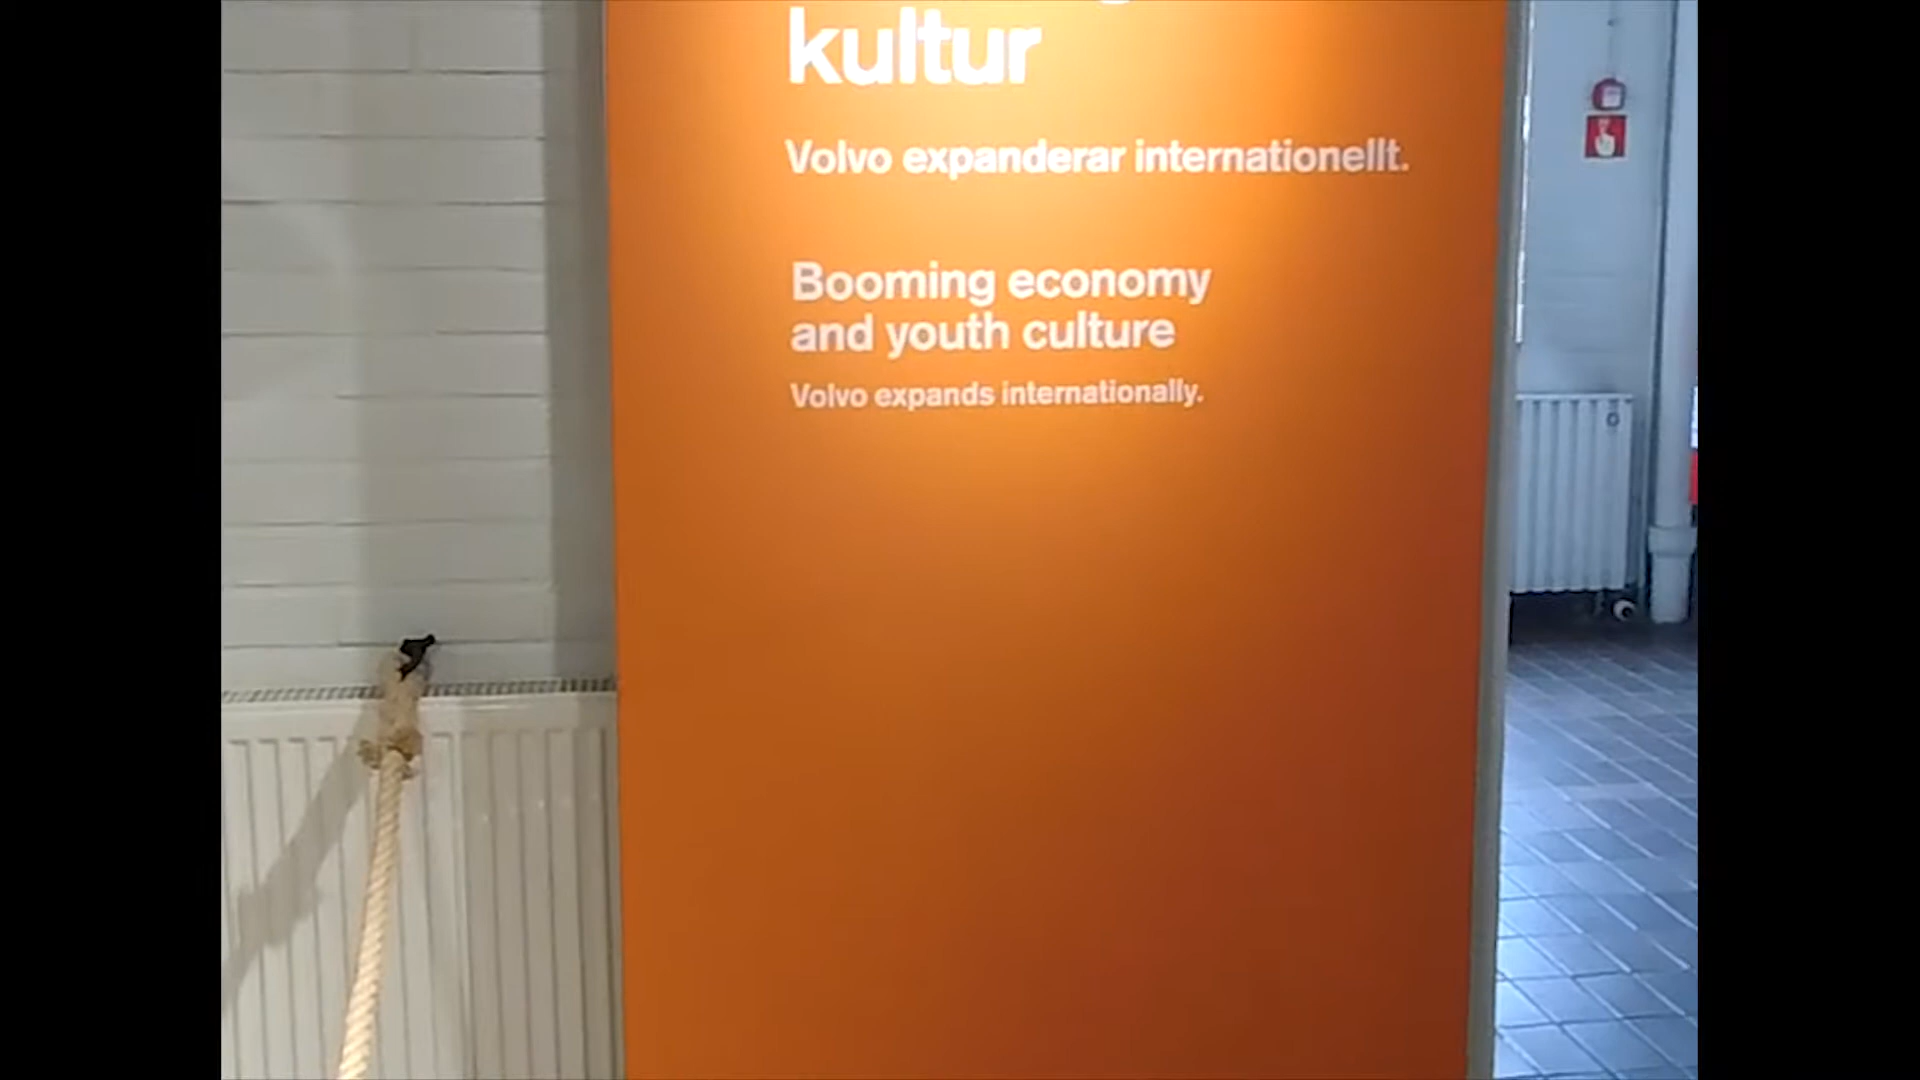 kultur
Volvo expanderar internationellt.
Booming economy
and youth culture
Volvo expands internationally.